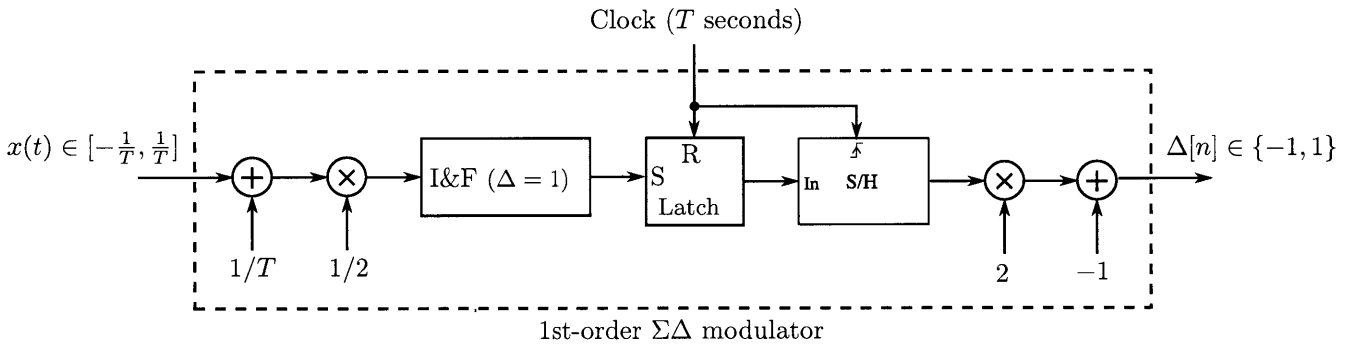 Clock (T seconds)
x(t) ∈ [−1/T, 1/T]
Δ[n] ∈ {−1, 1}
+
×
I&F (Δ = 1)
R
S
Latch
In
S/H
×
+
1/T
1/2
2
−1
1st-order ΣΔ modulator